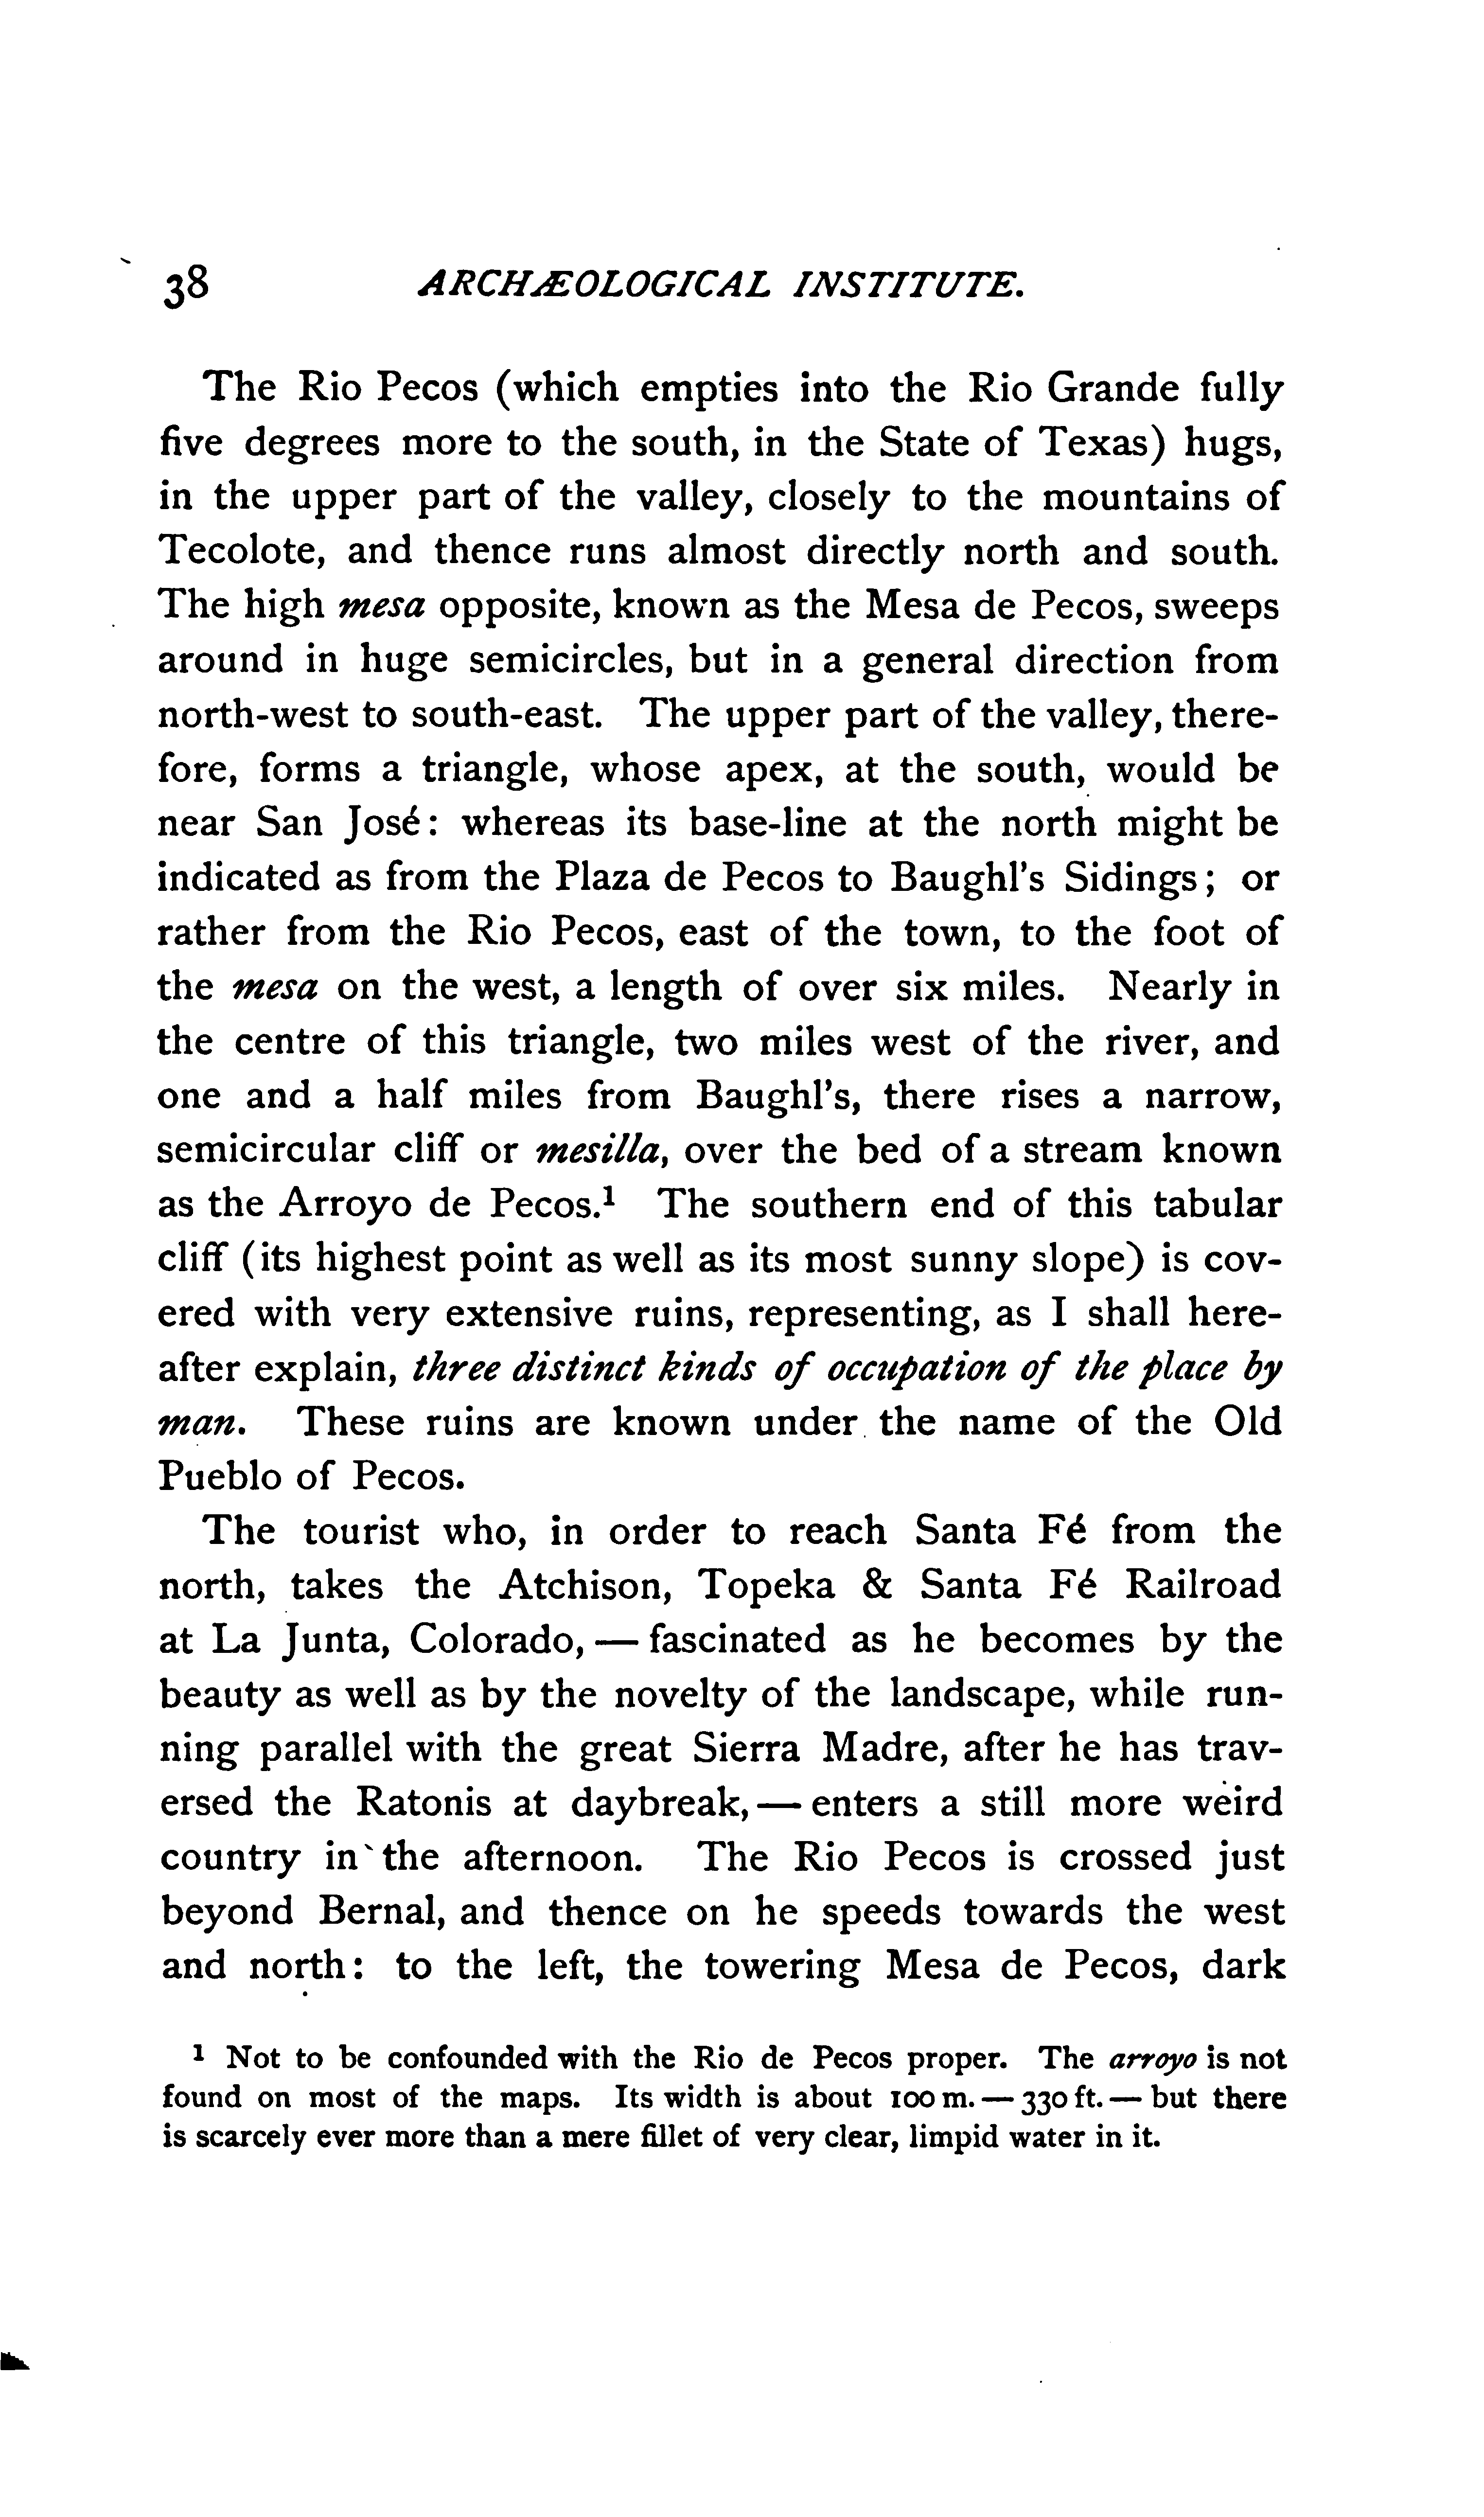 38 ARCHÆOLOGICAL INSTITUTE.
The Rio Pecos (which empties into the Rio Grande fully
five degrees more to the south, in the State of Texas) hugs,
in the upper part of the valley, closely to the mountains of
Tecolote, and thence runs almost directly north and south.
The high mesa opposite, known as the Mesa de Pecos, sweeps
around in huge semicircles, but in a general direction from
north-west to south-east. The upper part of the valley, there-
fore, forms a triangle, whose apex, at the south, would be
near San José: whereas its base-line at the north might be
indicated as from the Plaza de Pecos to Baughl's Sidings; or
rather from the Rio Pecos, east of the town, to the foot of
the mesa on the west, a length of over six miles. Nearly in
the centre of this triangle, two miles west of the river, and
one and a half miles from Baughl's, there rises a narrow,
semicircular cliff or mesilla, over the bed of a stream known
as the Arroyo de Pecos.¹ The southern end of this tabular
cliff (its highest point as well as its most sunny slope) is cov-
ered with very extensive ruins, representing, as I shall here-
after explain, three distinct kinds of occupation of the place by
man. These ruins are known under the name of the Old
Pueblo of Pecos.
The tourist who, in order to reach Santa Fé from the
north, takes the Atchison, Topeka & Santa Fé Railroad
at La Junta, Colorado, — fascinated as he becomes by the
beauty as well as by the novelty of the landscape, while run-
ning parallel with the great Sierra Madre, after he has trav-
ersed the Ratonis at daybreak, — enters a still more weird
country in the afternoon. The Rio Pecos is crossed just
beyond Bernal, and thence on he speeds towards the west
and north: to the left, the towering Mesa de Pecos, dark
¹ Not to be confounded with the Rio de Pecos proper. The arroyo is not
found on most of the maps. Its width is about 100 m. — 330 ft. — but there
is scarcely ever more than a mere fillet of very clear, limpid water in it.